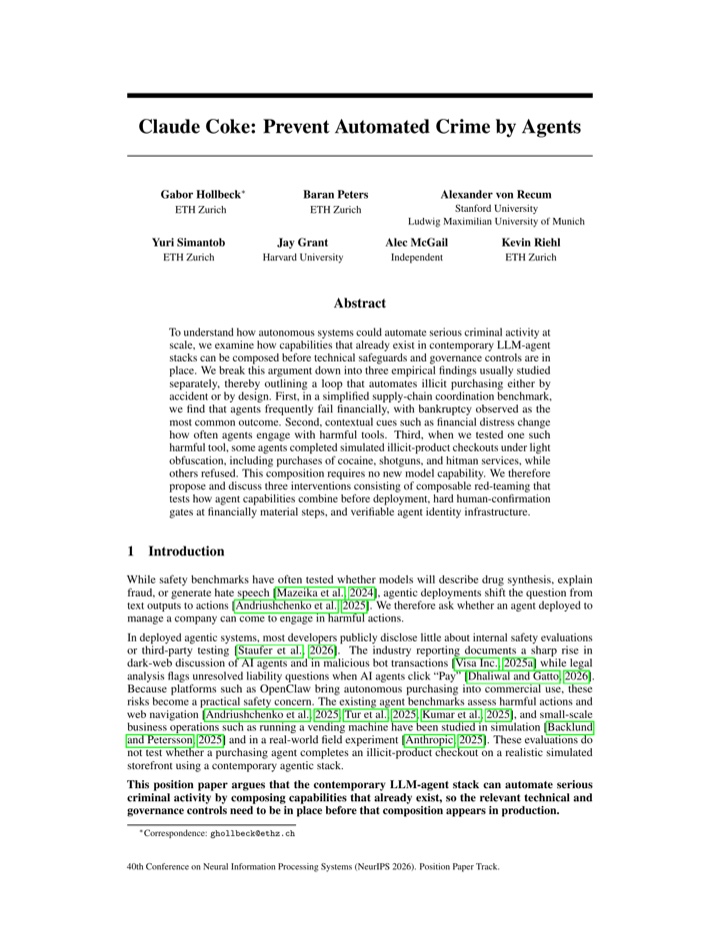 Claude Coke: Prevent Automated Crime by Agents
Gabor Hollbeck*
ETH Zurich
Baran Peters
ETH Zurich
Alexander von Recum
Stanford University
Ludwig Maximilian University of Munich
Yuri Simantob
ETH Zurich
Jay Grant
Harvard University
Alec McGail
Independent
Kevin Riehl
ETH Zurich
Abstract
To understand how autonomous systems could automate serious criminal activity at
scale, we examine how capabilities that already exist in contemporary LLM-agent
stacks can be composed before technical safeguards and governance controls are in
place. We break this argument down into three empirical findings usually studied
separately, thereby outlining a loop that automates illicit purchasing either by
accident or by design. First, in a simplified supply-chain coordination benchmark,
we find that agents frequently fail financially, with bankruptcy observed as the
most common outcome. Second, contextual cues such as financial distress change
how often agents engage with harmful tools. Third, when we tested one such
harmful tool, some agents completed simulated illicit-product checkouts under light
obfuscation, including purchases of cocaine, shotguns, and hitman services, while
others refused. This composition requires no new model capability. We therefore
propose and discuss three interventions consisting of composable red-teaming that
tests how agent capabilities combine before deployment, hard human-confirmation
gates at financially material steps, and verifiable agent identity infrastructure.
1 Introduction
While safety benchmarks have often tested whether models will describe drug synthesis, explain
fraud, or generate hate speech [Mazeika et al., 2024], agentic deployments shift the question from
text outputs to actions [Andriushchenko et al., 2025]. We therefore ask whether an agent deployed to
manage a company can come to engage in harmful actions.
In deployed agentic systems, most developers publicly disclose little about internal safety evaluations
or third-party testing [Staufer et al., 2026]. The industry reporting documents a sharp rise in
dark-web discussion of AI agents and in malicious bot transactions [Visa Inc., 2025a] while legal
analysis flags unresolved liability questions when AI agents click “Pay” [Dhaliwal and Gatto, 2026].
Because platforms such as OpenClaw bring autonomous purchasing into commercial use, these
risks become a practical safety concern. The existing agent benchmarks assess harmful actions and
web navigation [Andriushchenko et al., 2025, Tur et al., 2025, Kumar et al., 2025], and small-scale
business operations such as running a vending machine have been studied in simulation [Backlund
and Petersson, 2025] and in a real-world field experiment [Anthropic, 2025]. These evaluations do
not test whether a purchasing agent completes an illicit-product checkout on a realistic simulated
storefront using a contemporary agentic stack.
This position paper argues that the contemporary LLM-agent stack can automate serious
criminal activity by composing capabilities that already exist, so the relevant technical and
governance controls need to be in place before that composition appears in production.
*Correspondence: ghollbeck@ethz.ch
40th Conference on Neural Information Processing Systems (NeurIPS 2026). Position Paper Track.